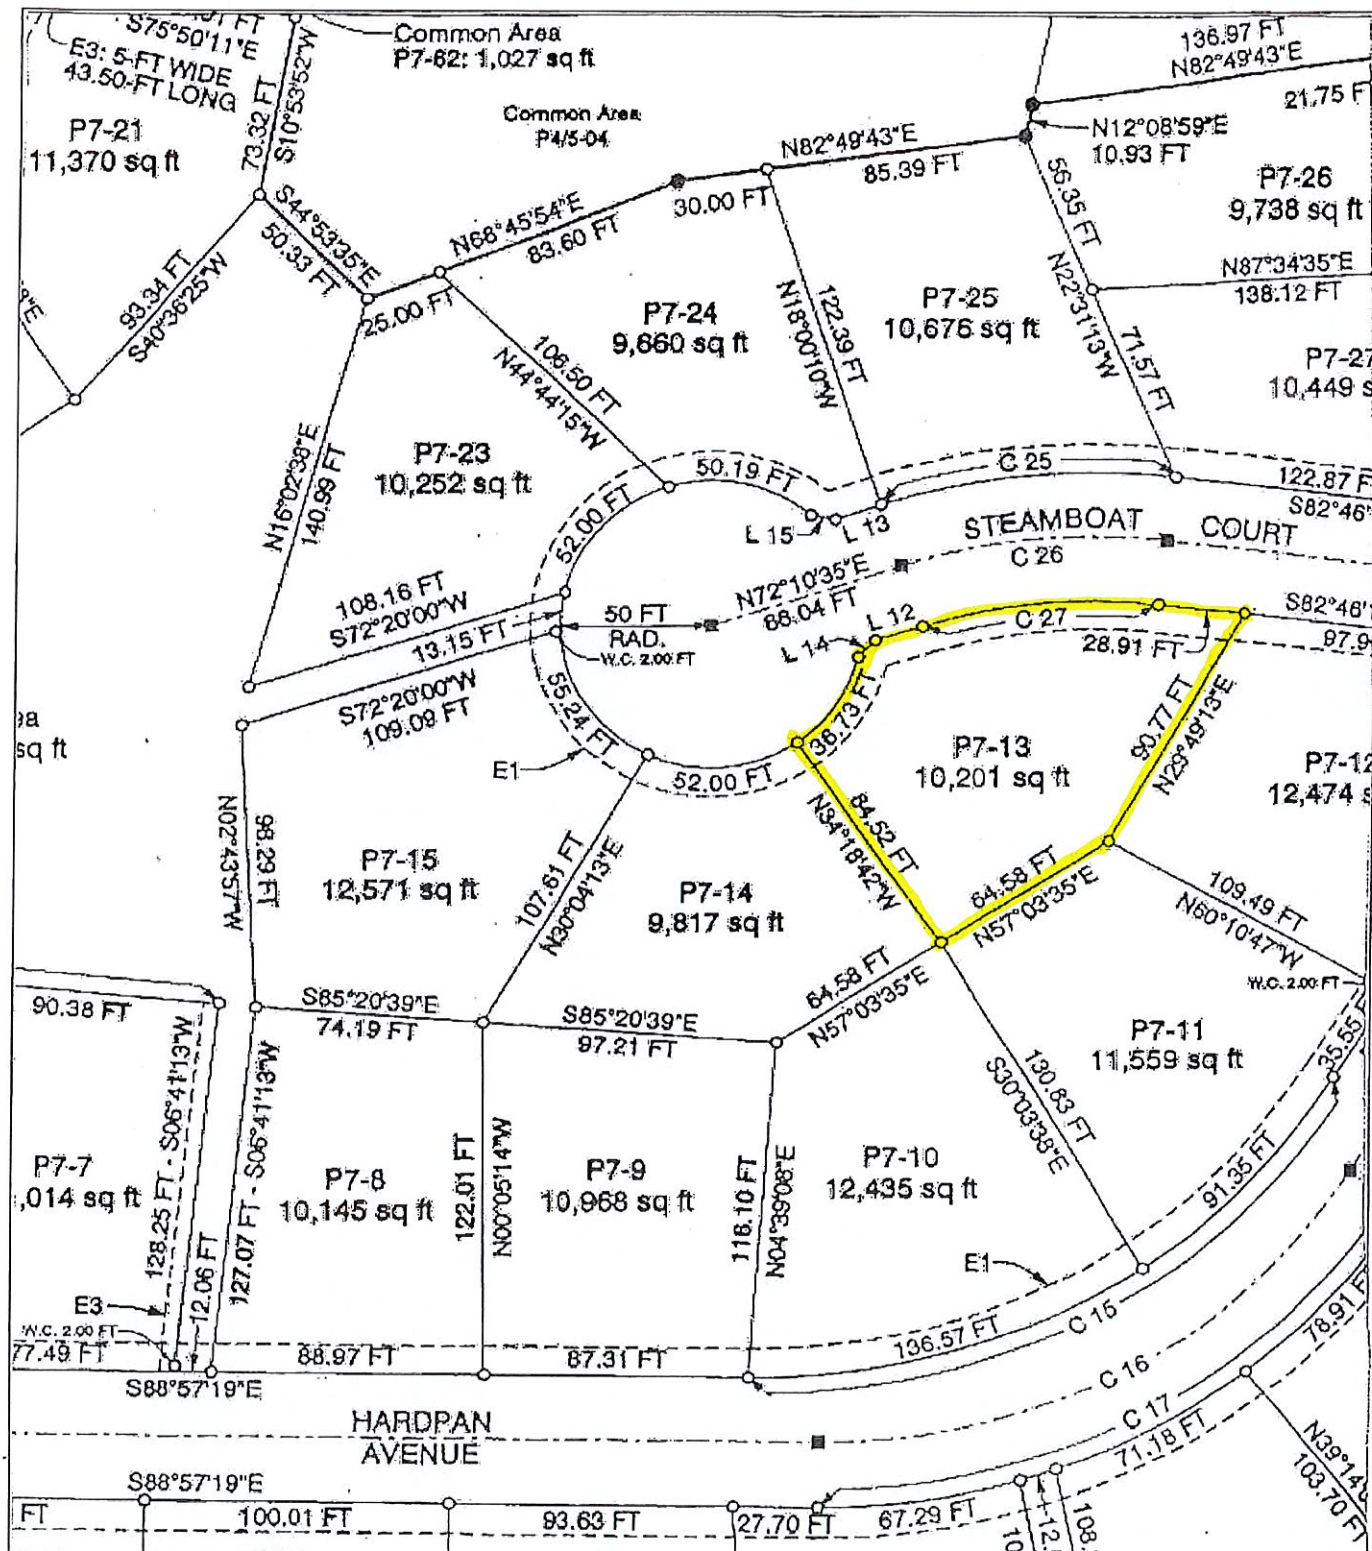 S75°50'11"E
E3: 5-FT WIDE
43.50-FT LONG
P7-21
11,370 sq ft
73.32 FT
S10°53'52"W
Common Area
P7-62: 1,027 sq ft
Common Area
P4/5-04
N82°49'43"E
85.39 FT
136.97 FT
N82°49'43"E
21.75 F
N12°08'59"E
10.93 FT
P7-26
9,738 sq ft
S44°53'35"E
50.33 FT
N68°45'54"E
83.60 FT
30.00 FT
56.35 FT
N22°31'13"W
71.57 FT
N87°34'35"E
138.12 FT
93.34 FT
S40°36'25"W
25.00 FT
P7-24
9,660 sq ft
122.39 FT
N18°00'10"W
P7-25
10,676 sq ft
P7-27
10,449 s
106.50 FT
N44°44'15"W
P7-23
10,252 sq ft
N16°02'38"E
140.99 FT
50.19 FT
52.00 FT
C 25
122.87 F
S82°46'
L 15
L 13
STEAMBOAT COURT
C 26
N72°10'35"E
88.04 FT
108.16 FT
S72°20'00"W
13.15 FT
50 FT
RAD.
W.C. 2.00 FT
L 12
L 14
C 27
28.91 FT
S82°46'
97.9
S72°20'00"W
109.09 FT
55.24 FT
E1
52.00 FT
36.73 FT
P7-13
10,201 sq ft
90.77 FT
N29°49'13"E
P7-12
12,474 s
ea
sq ft
N02°43'57"W
98.29 FT
P7-15
12,571 sq ft
107.61 FT
N30°04'13"E
P7-14
9,817 sq ft
84.52 FT
N34°18'42"W
64.58 FT
N57°03'35"E
109.49 FT
N60°10'47"W
W.C. 2.00 FT
90.38 FT
S85°20'39"E
74.19 FT
S85°20'39"E
97.21 FT
64.58 FT
N57°03'35"E
130.83 FT
S30°03'38"E
P7-11
11,559 sq ft
35.55
P7-7
,014 sq ft
128.25 FT - S06°41'13"W
12.06 FT
127.07 FT - S06°41'13"W
P7-8
10,145 sq ft
122.01 FT
N00°05'14"W
P7-9
10,968 sq ft
116.10 FT
N04°39'08"E
P7-10
12,435 sq ft
91.35 FT
E1
E3
W.C. 2.00 FT
77.49 FT
S88°57'19"E
88.97 FT
87.31 FT
136.57 FT
C 15
C 16
C 17
78.91 F
HARDPAN
AVENUE
71.18 FT
S88°57'19"E
FT
100.01 FT
93.63 FT
27.70 FT
67.29 FT
12.
108.
N39°14'
103.70 FT